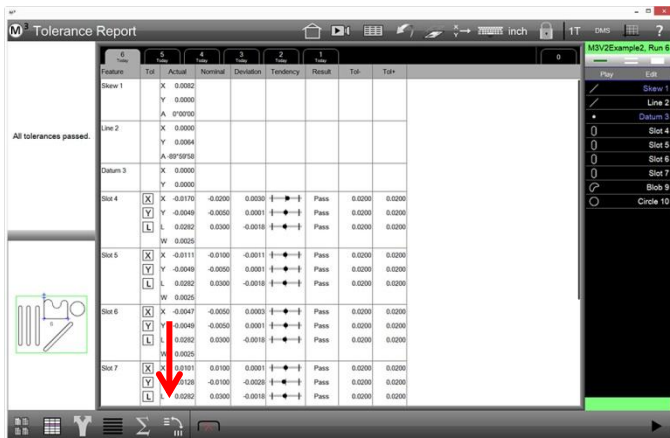 M³ Tolerance Report
inch
1T
DMS
?
M3V2Example2, Run 6
6 Today
5 Today
4 Today
3 Today
2 Today
1 Today
0
Play Edit
Feature Tol Actual Nominal Deviation Tendency Result Tol- Tol+
Skew 1 X 0.0082
Y 0.0000
A 0°00'00
Line 2 X 0.0000
Y 0.0064
A -89°59'58
Datum 3 X 0.0000
Y 0.0000
Slot 4 X X -0.0170 -0.0200 0.0030 Pass 0.0200 0.0200
Y Y -0.0049 -0.0050 0.0001 Pass 0.0200 0.0200
L L 0.0282 0.0300 -0.0018 Pass 0.0200 0.0200
W 0.0025
Slot 5 X X -0.0111 -0.0100 -0.0011 Pass 0.0200 0.0200
Y Y -0.0049 -0.0050 0.0001 Pass 0.0200 0.0200
L L 0.0282 0.0300 -0.0018 Pass 0.0200 0.0200
W 0.0025
Slot 6 X X -0.0047 -0.0050 0.0003 Pass 0.0200 0.0200
Y Y -0.0049 -0.0050 0.0001 Pass 0.0200 0.0200
L L 0.0282 0.0300 -0.0018 Pass 0.0200 0.0200
W 0.0025
Slot 7 X X 0.0101 0.0100 0.0001 Pass 0.0200 0.0200
Y -0.0100 -0.0028 Pass 0.0200 0.0200
L L 0.0282 0.0300 -0.0018 Pass 0.0200 0.0200
All tolerances passed.
Skew 1
Line 2
Datum 3
Slot 4
Slot 5
Slot 6
Slot 7
Blob 9
Circle 10